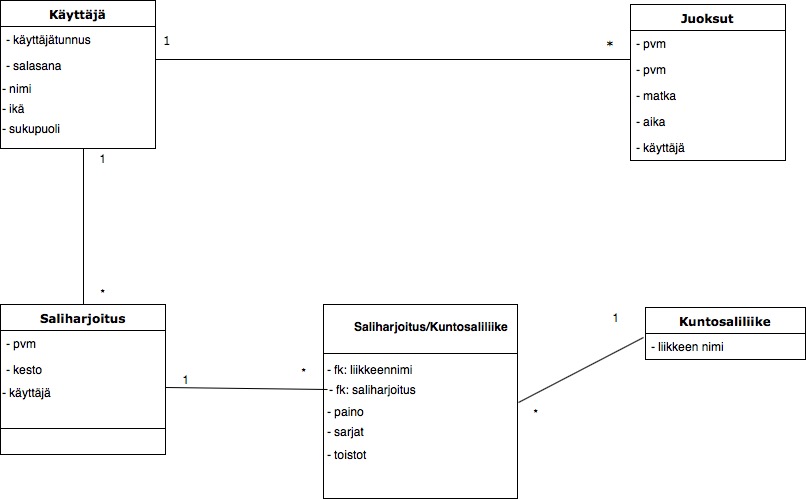 Käyttäjä
- käyttäjätunnus
- salasana
- nimi
- ikä
- sukupuoli
1
*
Juoksut
- pvm
- pvm
- matka
- aika
- käyttäjä
1
*
Saliharjoitus
- pvm
- kesto
- käyttäjä
1
*
Saliharjoitus/Kuntosaliliike
- fk: liikkeennimi
- fk: saliharjoitus
- paino
- sarjat
- toistot
1
*
Kuntosaliliike
- liikkeen nimi